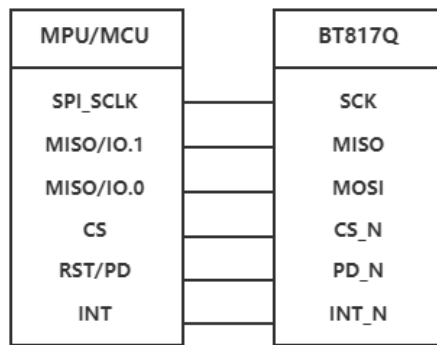 MPU/MCU BT817Q
SPI_SCLK SCK
MISO/IO.1 MISO
MISO/IO.0 MOSI
CS CS_N
RST/PD PD_N
INT INT_N